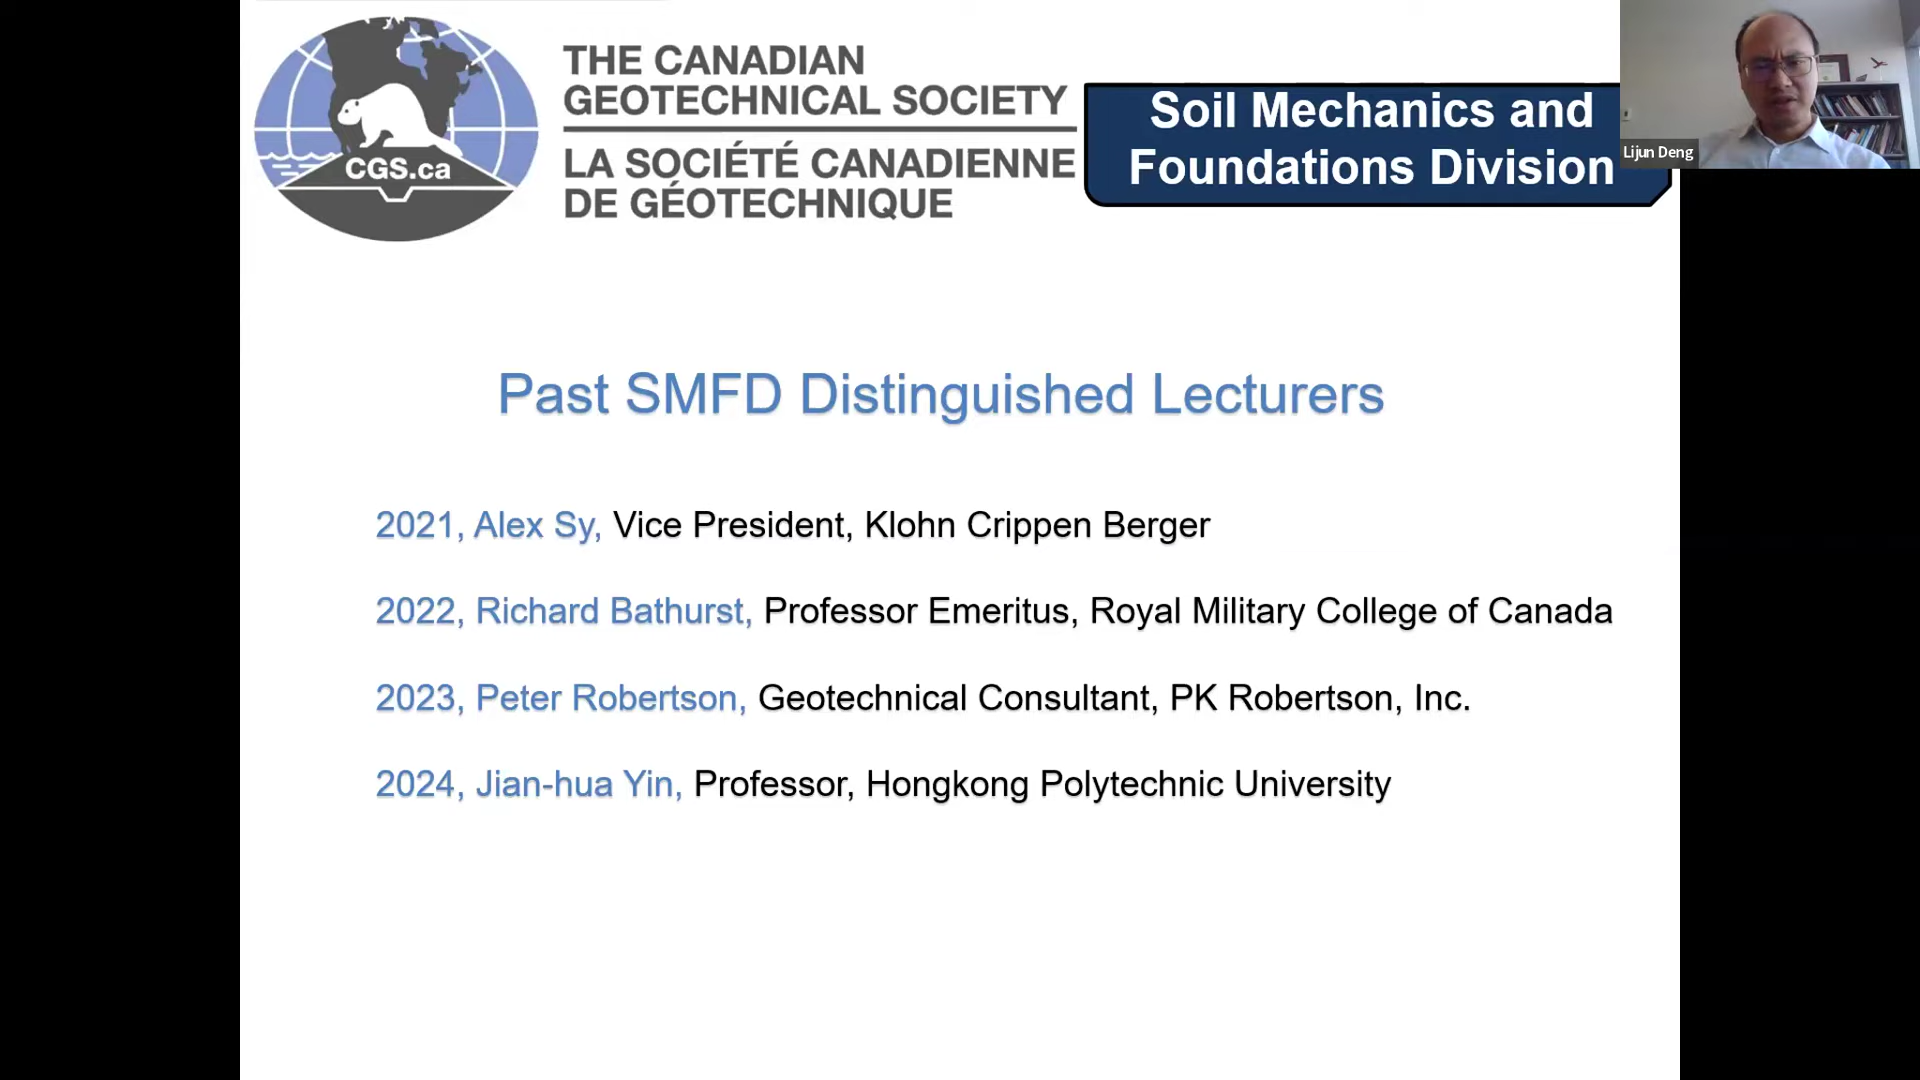 THE CANADIAN
GEOTECHNICAL SOCIETY
LA SOCIÉTÉ CANADIENNE
DE GÉOTECHNIQUE
CGS.ca
Soil Mechanics and
Foundations Division
Lijun Deng
Past SMFD Distinguished Lecturers
2021, Alex Sy, Vice President, Klohn Crippen Berger
2022, Richard Bathurst, Professor Emeritus, Royal Military College of Canada
2023, Peter Robertson, Geotechnical Consultant, PK Robertson, Inc.
2024, Jian-hua Yin, Professor, Hongkong Polytechnic University